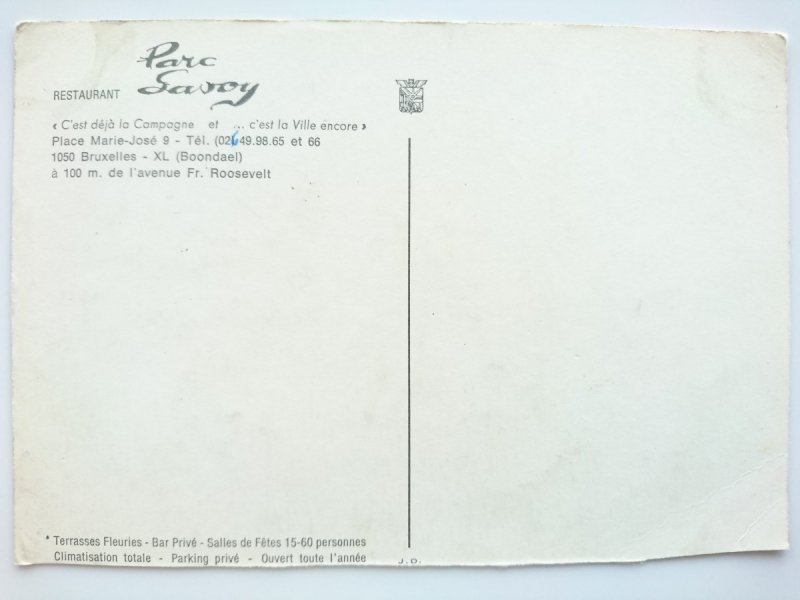 Parc
RESTAURANT Savoy
« C'est déjà la Campagne et ... c'est la Ville encore »
Place Marie-José 9 - Tél. (02)649.98.65 et 66
1050 Bruxelles - XL (Boondael)
à 100 m. de l'avenue Fr. Roosevelt
* Terrasses Fleuries - Bar Privé - Salles de Fêtes 15-60 personnes
Climatisation totale - Parking privé - Ouvert toute l'année
J.D.